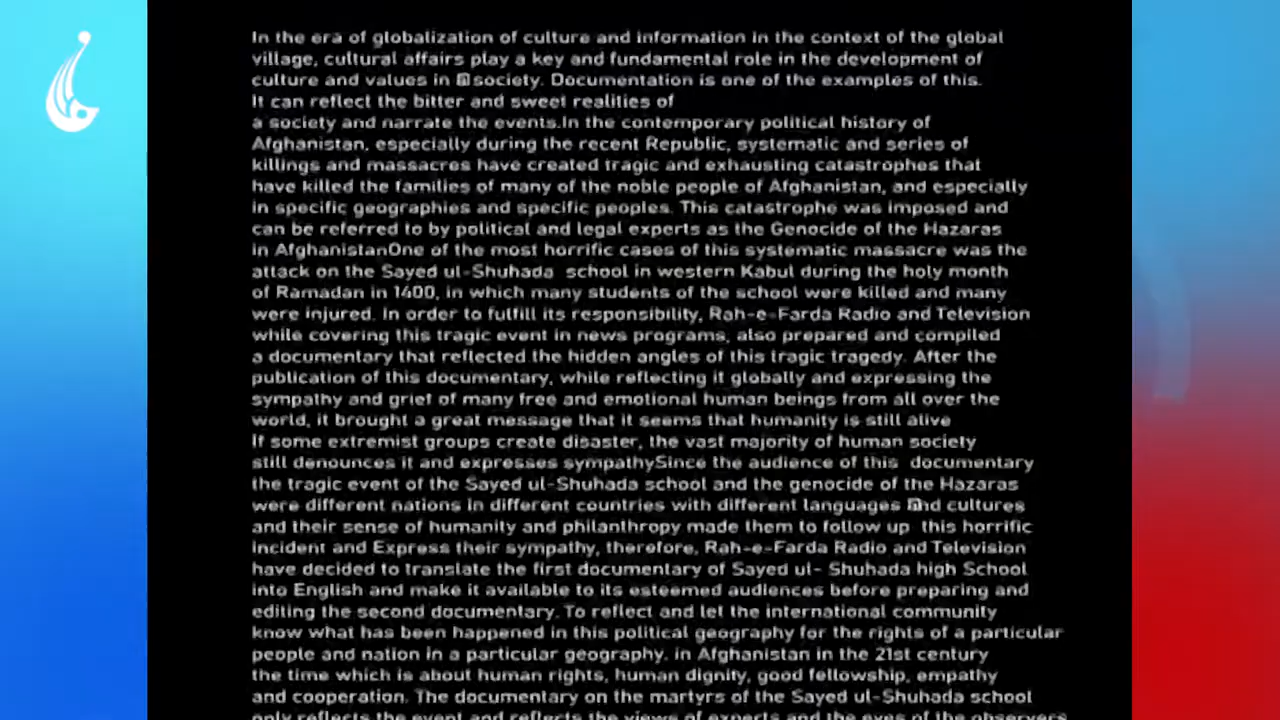 In the era of globalization of culture and information in the context of the global
village, cultural affairs play a key and fundamental role in the development of
culture and values in society. Documentation is one of the examples of this.
It can reflect the bitter and sweet realities of
a society and narrate the events.In the contemporary political history of
Afghanistan, especially during the recent Republic, systematic and series of
killings and massacres have created tragic and exhausting catastrophes that
have killed the families of many of the noble people of Afghanistan, and especially
in specific geographies and specific peoples. This catastrophe was imposed and
can be referred to by political and legal experts as the Genocide of the Hazaras
in AfghanistanOne of the most horrific cases of this systematic massacre was the
attack on the Sayed ul-Shuhada school in western Kabul during the holy month
of Ramadan in 1400, in which many students of the school were killed and many
were injured. In order to fulfill its responsibility, Rah-e-Farda Radio and Television
while covering this tragic event in news programs, also prepared and compiled
a documentary that reflected the hidden angles of this tragic tragedy. After the
publication of this documentary, while reflecting it globally and expressing the
sympathy and grief of many free and emotional human beings from all over the
world, it brought a great message that it seems that humanity is still alive
If some extremist groups create disaster, the vast majority of human society
still denounces it and expresses sympathySince the audience of this documentary
the tragic event of the Sayed ul-Shuhada school and the genocide of the Hazaras
were different nations in different countries with different languages and cultures
and their sense of humanity and philanthropy made them to follow up this horrific
incident and Express their sympathy, therefore, Rah-e-Farda Radio and Television
have decided to translate the first documentary of Sayed ul- Shuhada high School
into English and make it available to its esteemed audiences before preparing and
editing the second documentary. To reflect and let the international community
know what has been happened in this political geography for the rights of a particular
people and nation in a particular geography. in Afghanistan in the 21st century
the time which is about human rights, human dignity, good fellowship, empathy
and cooperation. The documentary on the martyrs of the Sayed ul-Shuhada school
only reflects the event and reflects the views of experts and the eyes of the observers